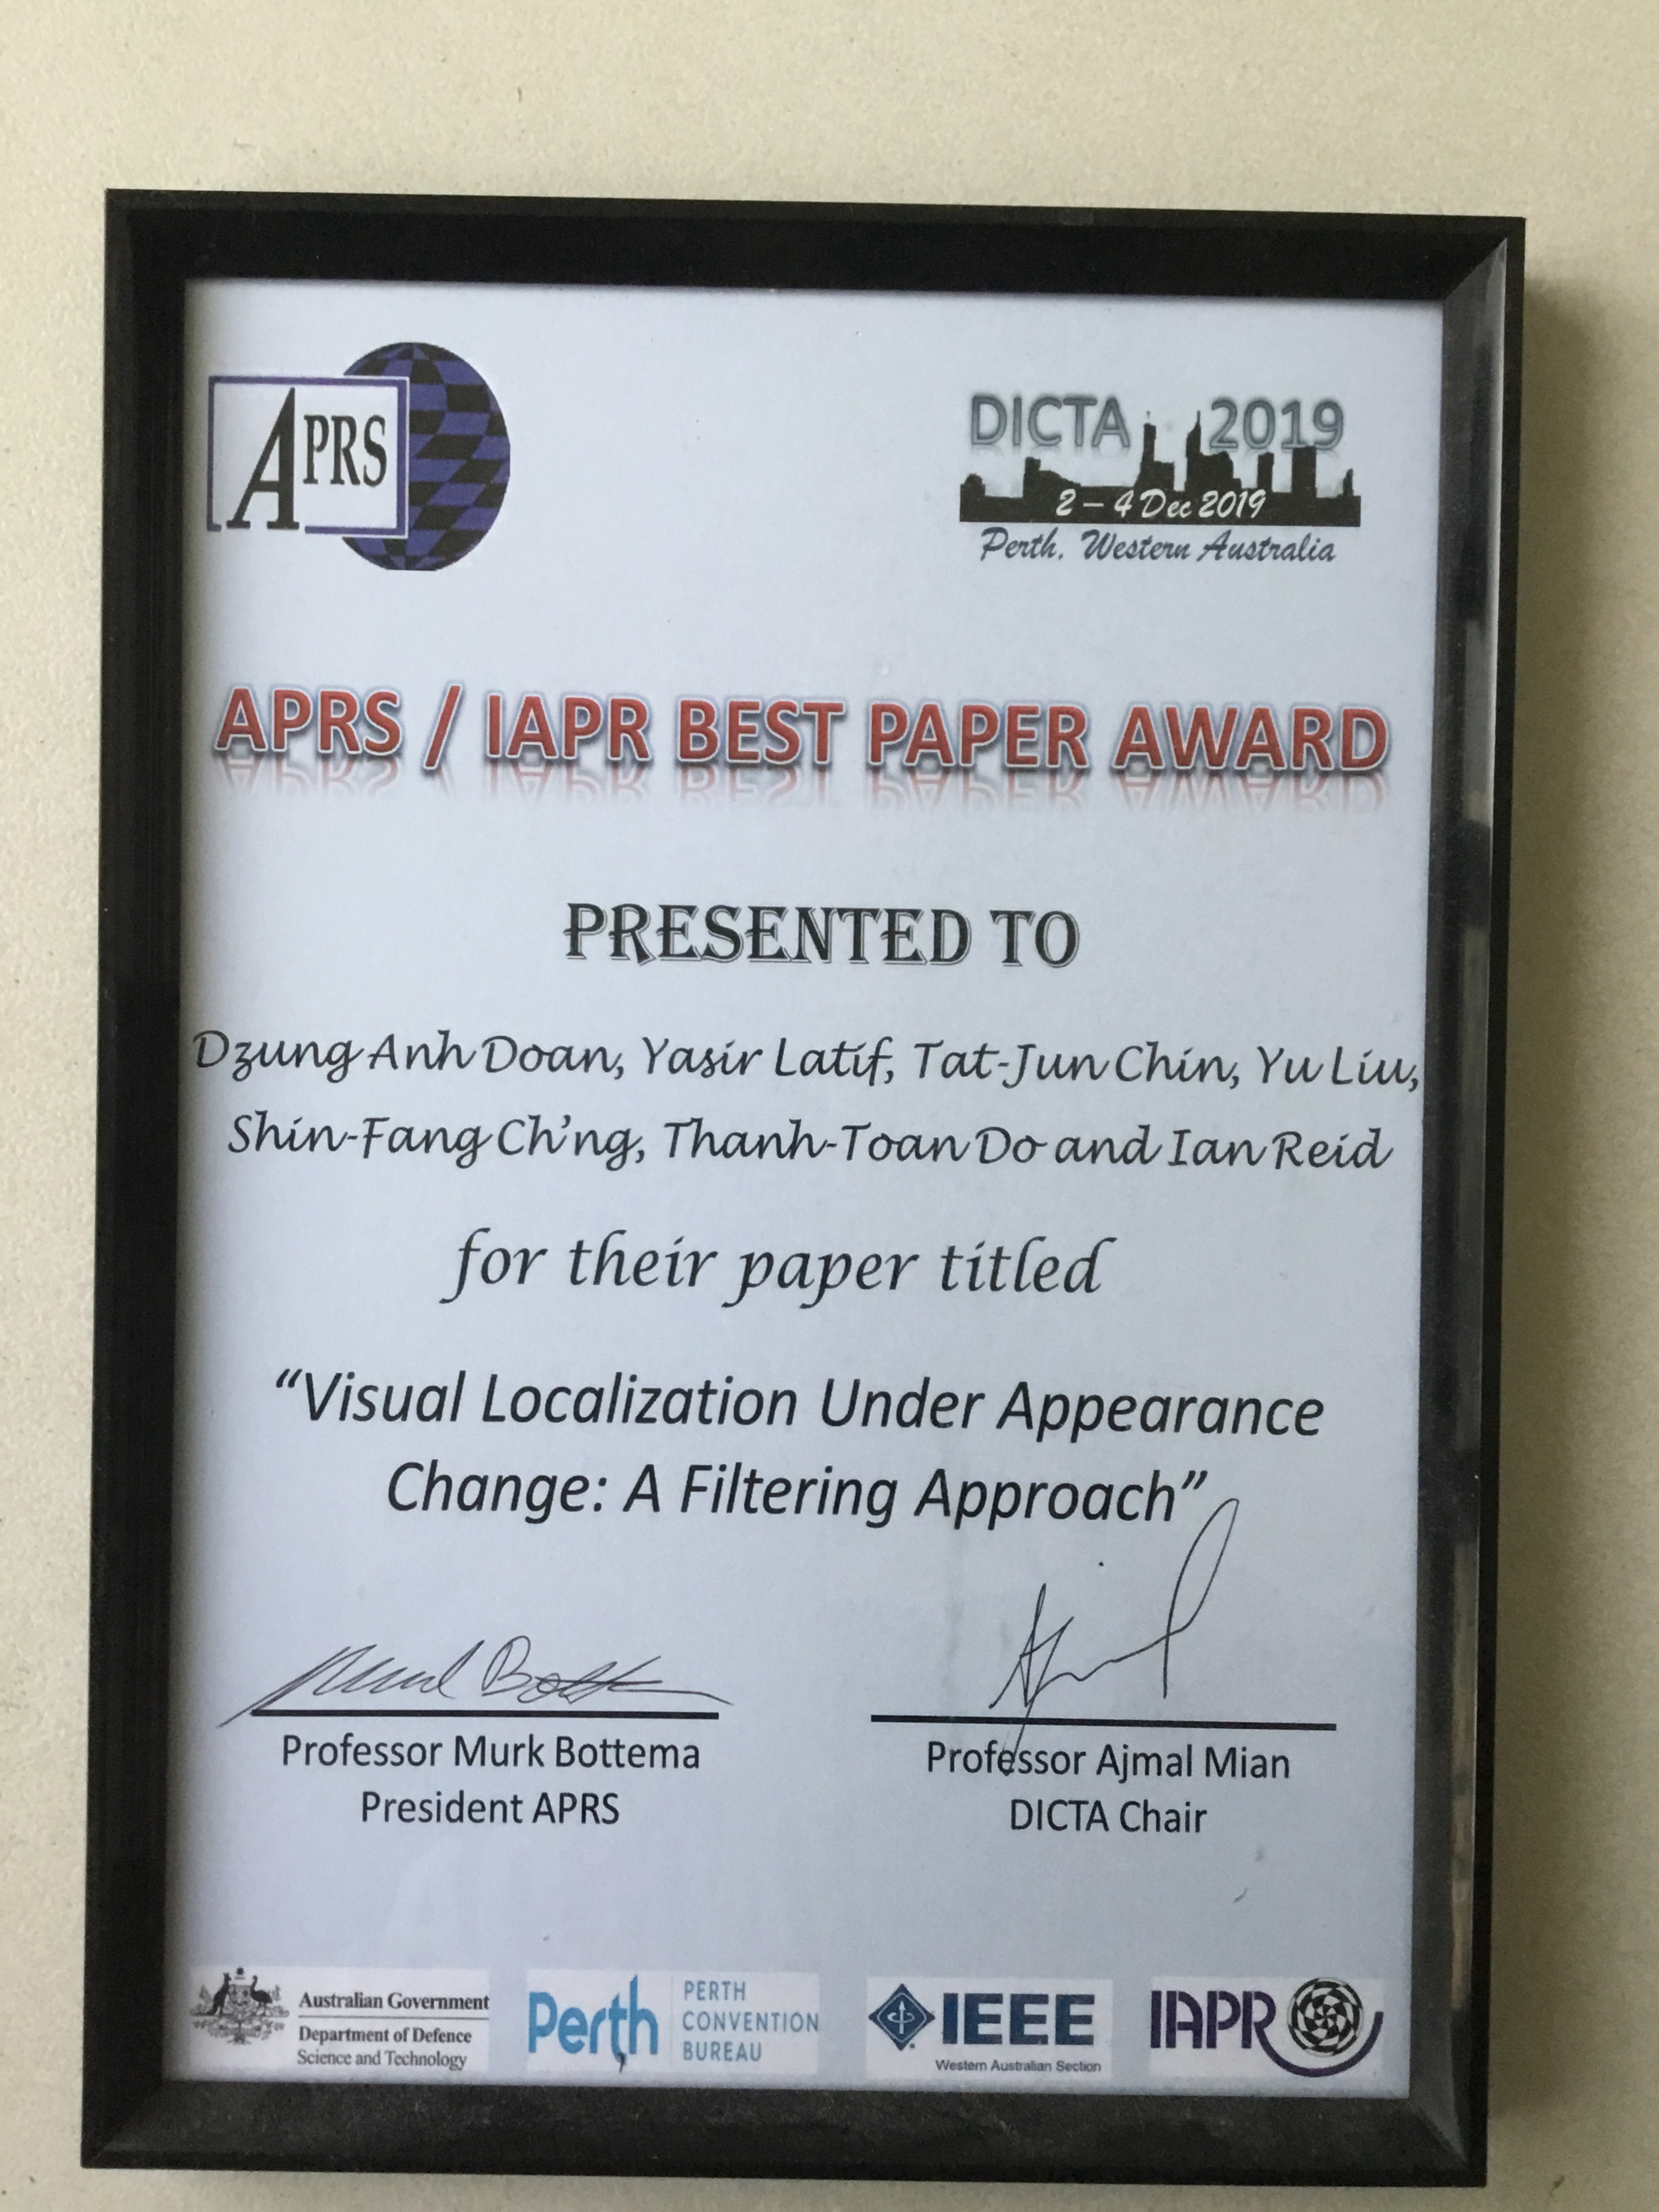 APRS
DICTA 2019
2 – 4 Dec 2019
Perth, Western Australia
APRS / IAPR BEST PAPER AWARD
PRESENTED TO
Dzung Anh Doan, Yasir Latif, Tat-Jun Chin, Yu Liu,
Shin-Fang Ch'ng, Thanh-Toan Do and Ian Reid
for their paper titled
“Visual Localization Under Appearance
Change: A Filtering Approach”
Murk Bottema
Professor Murk Bottema
President APRS
Professor Ajmal Mian
DICTA Chair
Australian Government
Department of Defence
Science and Technology
Perth
PERTH
CONVENTION
BUREAU
IEEE
Western Australian Section
IAPR